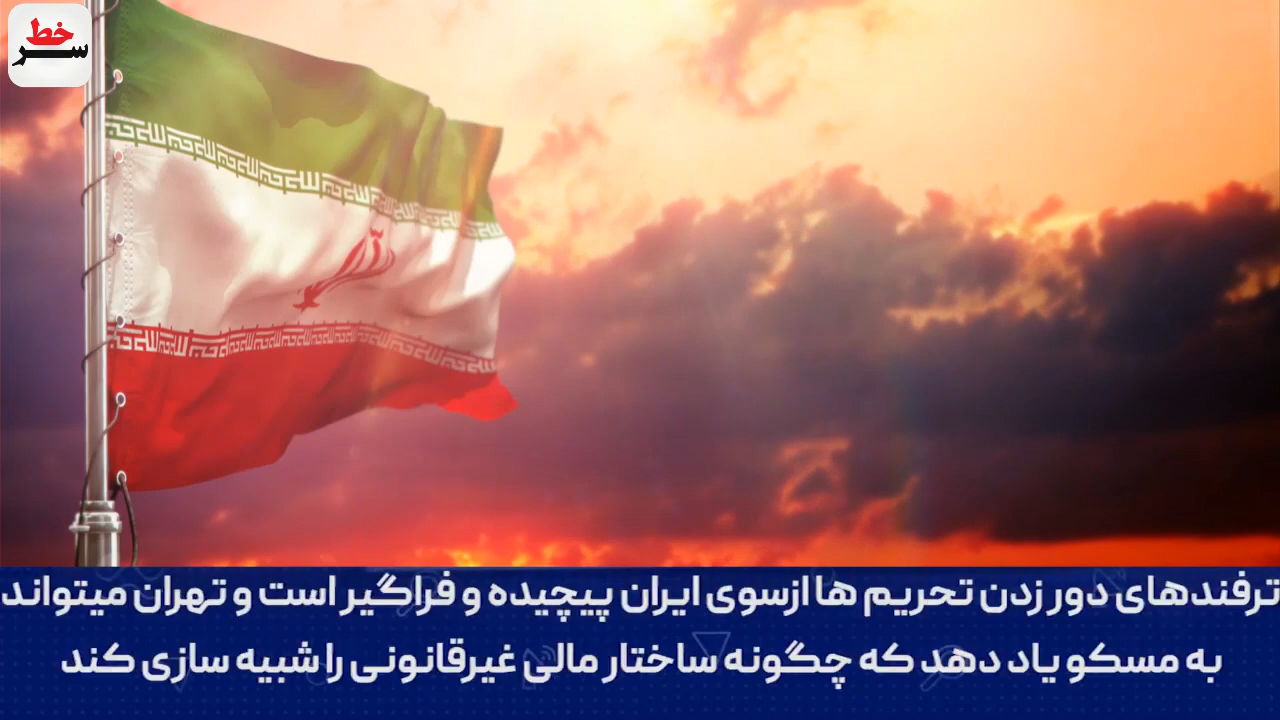 خط
سر
ترفندهای دور زدن تحریم ها ازسوی ایران پیچیده و فراگیر است و تهران میتواند
به مسکو یاد دهد که چگونه ساختار مالی غیرقانونی را شبیه سازی کند